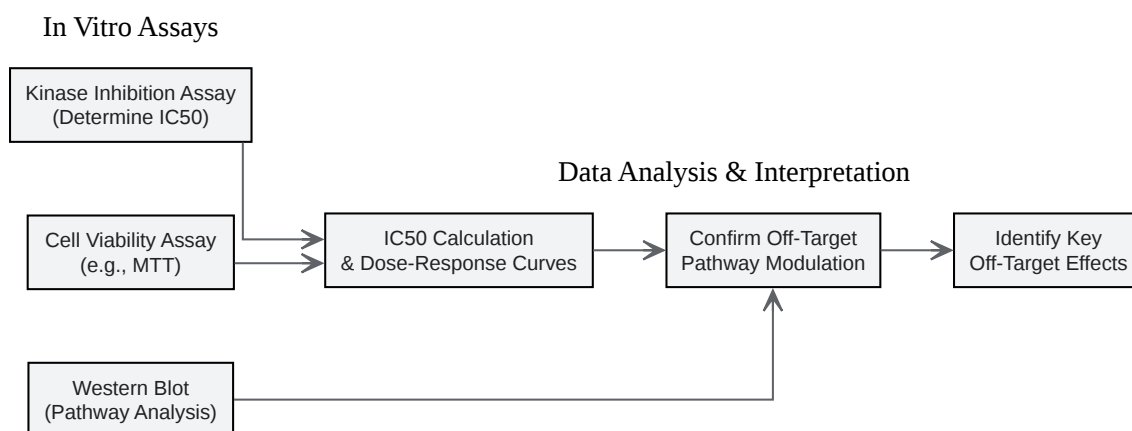 In Vitro Assays
Kinase Inhibition Assay
(Determine IC50)
Data Analysis & Interpretation
Cell Viability Assay
(e.g., MTT)
IC50 Calculation
& Dose-Response Curves
Confirm Off-Target
Pathway Modulation
Identify Key
Off-Target Effects
Western Blot
(Pathway Analysis)